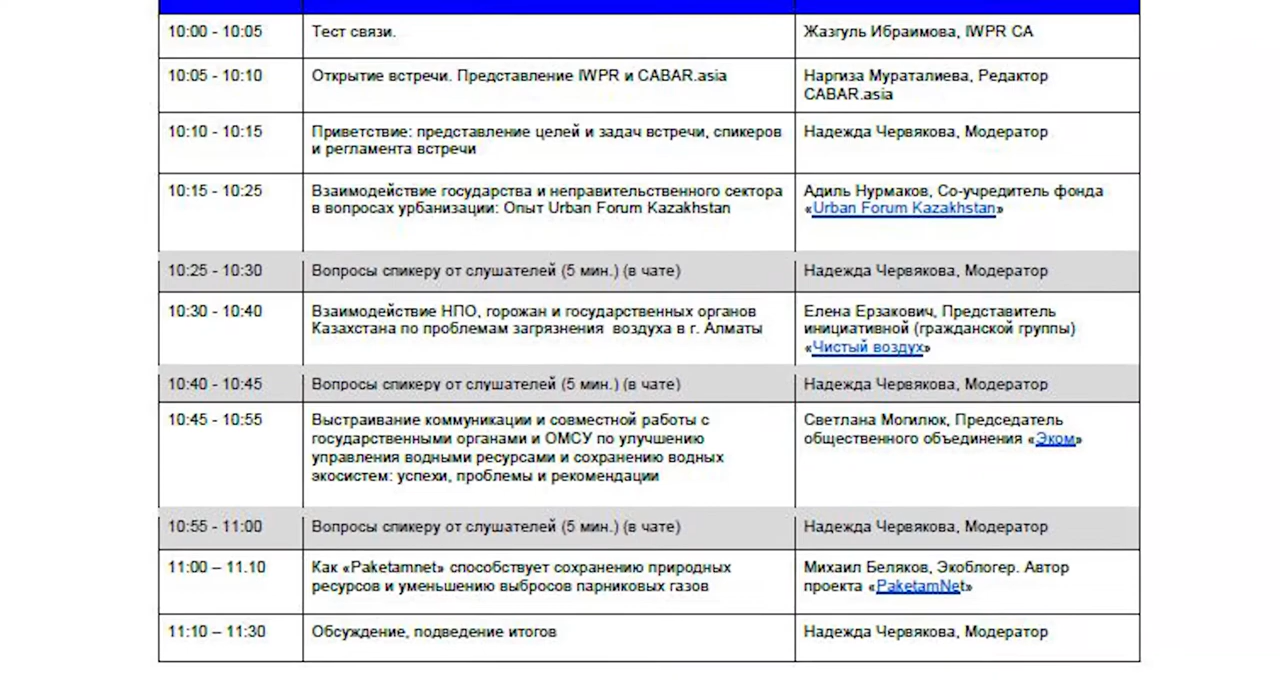 10:00 - 10:05
Тест связи.
Жазгуль Ибраимова, IWPR CA
10:05 - 10:10
Открытие встречи. Представление IWPR и CABAR.asia
Наргиза Мураталиева, Редактор
CABAR.asia
10:10 - 10:15
Приветствие: представление целей и задач встречи, спикеров
и регламента встречи
Надежда Червякова, Модератор
10:15 - 10:25
Взаимодействие государства и неправительственного сектора
в вопросах урбанизации: Опыт Urban Forum Kazakhstan
Адиль Нурмаков, Со-учредитель фонда
«Urban Forum Kazakhstan»
10:25 - 10:30
Вопросы спикеру от слушателей (5 мин.) (в чате)
Надежда Червякова, Модератор
10:30 - 10:40
Взаимодействие НПО, горожан и государственных органов
Казахстана по проблемам загрязнения воздуха в г. Алматы
Елена Ерзакович, Представитель
инициативной (гражданской группы)
«Чистый воздух»
10:40 - 10:45
Вопросы спикеру от слушателей (5 мин.) (в чате)
Надежда Червякова, Модератор
10:45 - 10:55
Выстраивание коммуникации и совместной работы с
государственными органами и ОМСУ по улучшению
управления водными ресурсами и сохранению водных
экосистем: успехи, проблемы и рекомендации
Светлана Могилюк, Председатель
общественного объединения «Эком»
10:55 - 11:00
Вопросы спикеру от слушателей (5 мин.) (в чате)
Надежда Червякова, Модератор
11:00 – 11.10
Как «Paketamnet» способствует сохранению природных
ресурсов и уменьшению выбросов парниковых газов
Михаил Беляков, Экоблогер. Автор
проекта «PaketamNet»
11:10 – 11:30
Обсуждение, подведение итогов
Надежда Червякова, Модератор